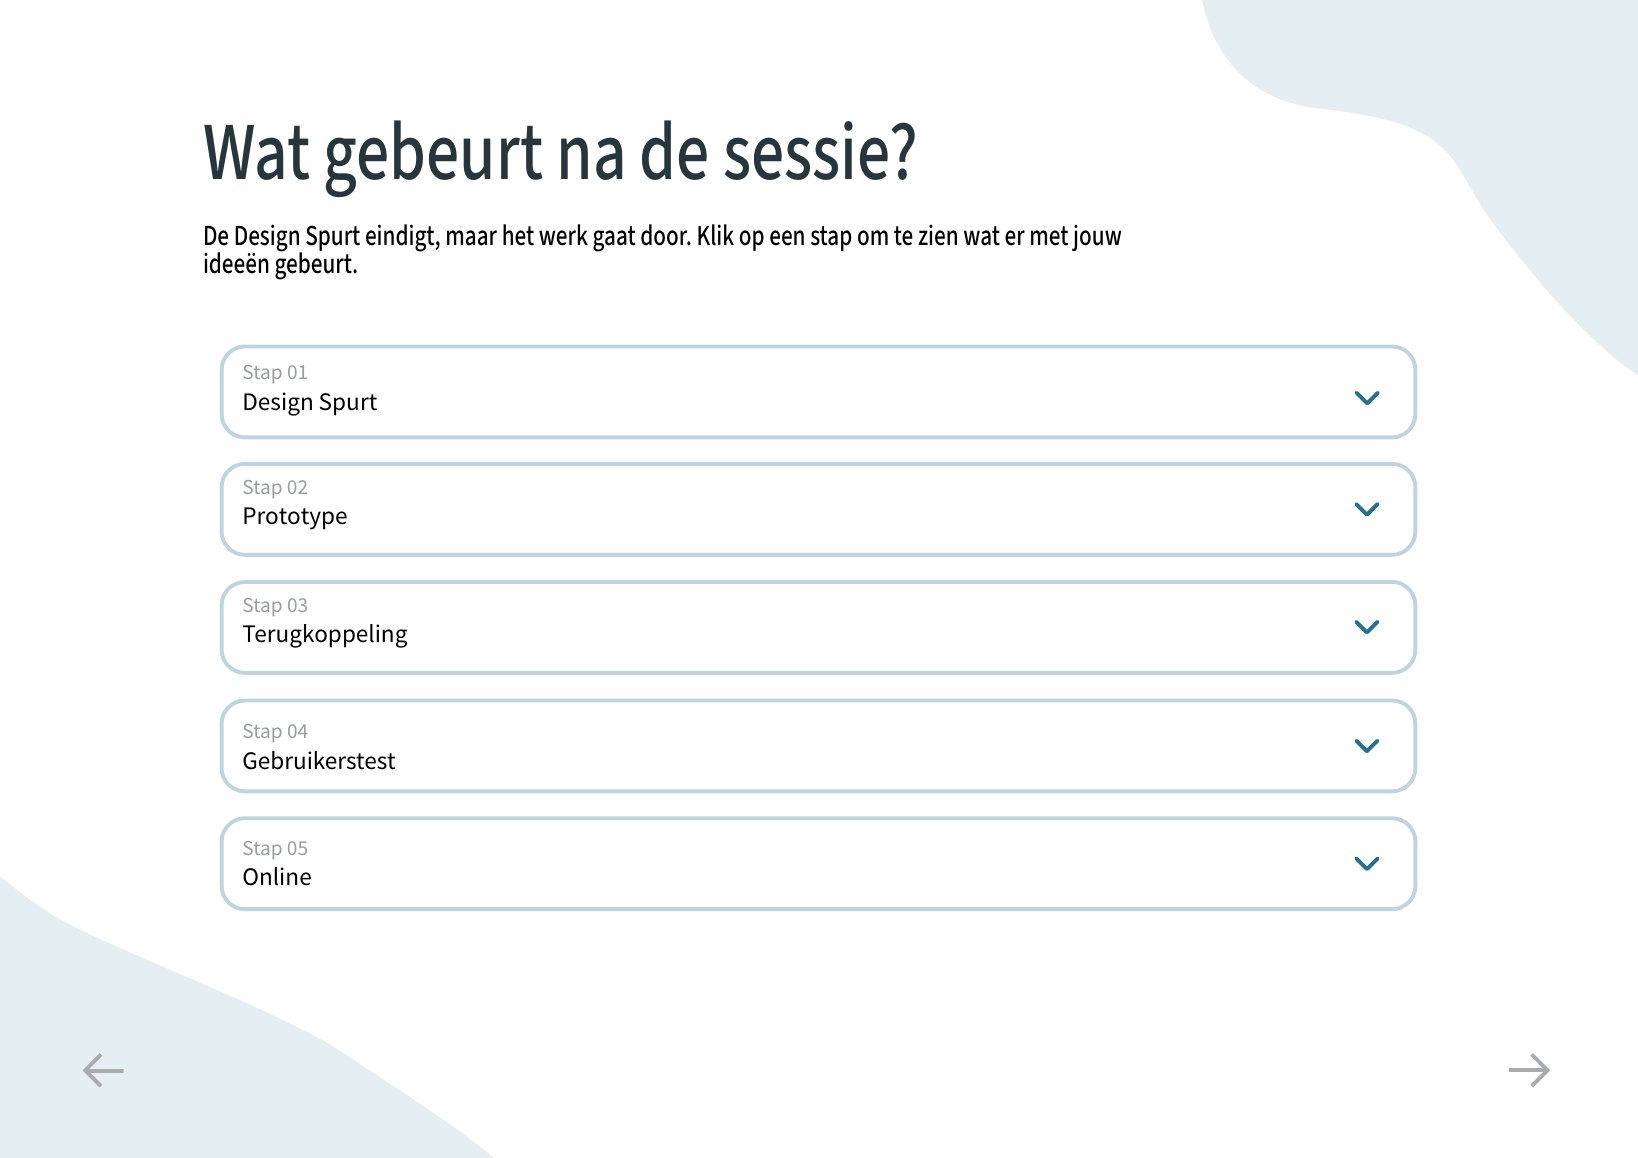 Wat gebeurt na de sessie?
De Design Spurt eindigt, maar het werk gaat door. Klik op een stap om te zien wat er met jouw
ideeën gebeurt.
Stap 01
Design Spurt
Stap 02
Prototype
Stap 03
Terugkoppeling
Stap 04
Gebruikerstest
Stap 05
Online